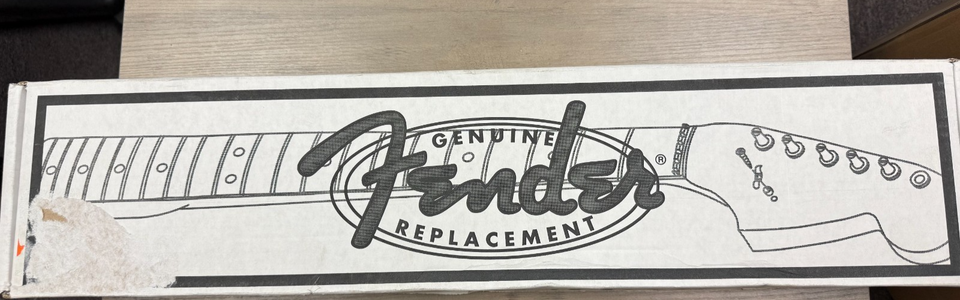 GENUINE
Fender®
REPLACEMENT